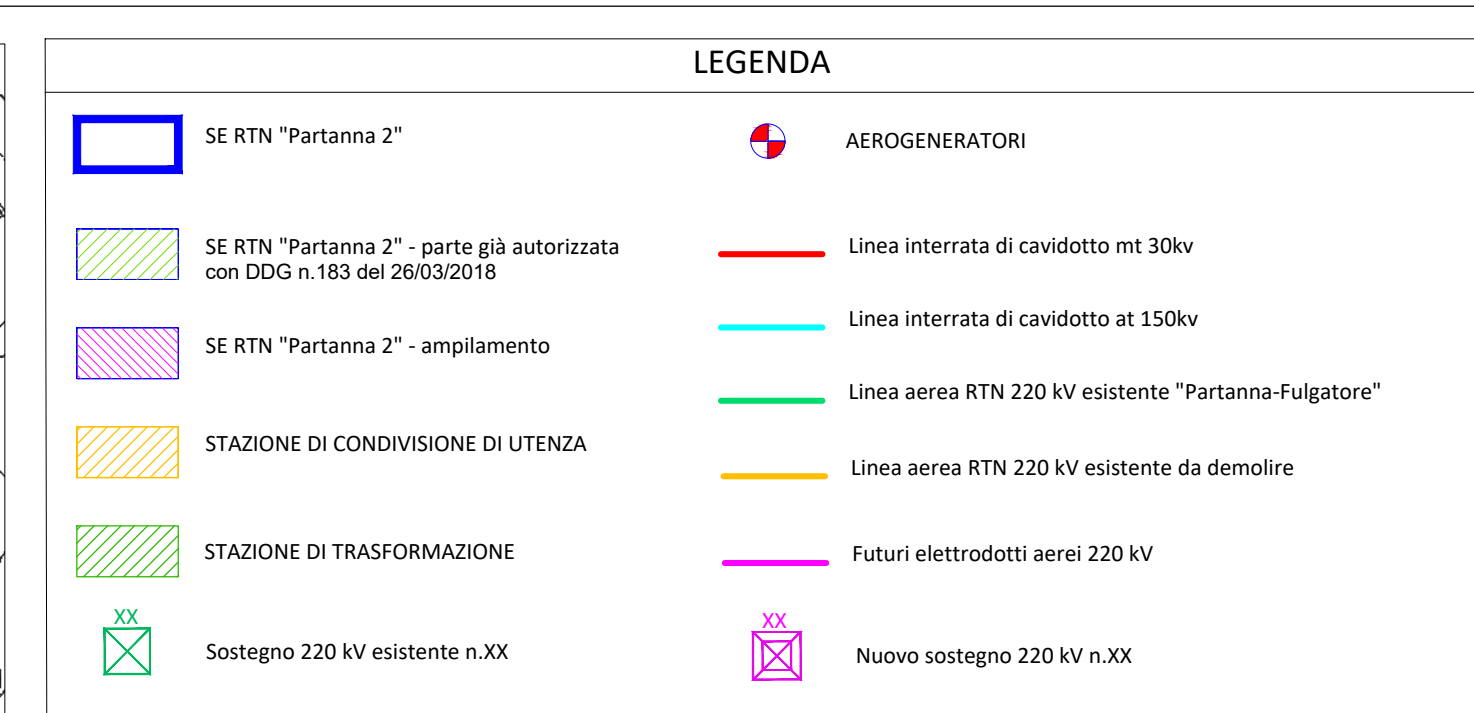 LEGENDA
SE RTN "Partanna 2"
SE RTN "Partanna 2" - parte già autorizzata
con DDG n.183 del 26/03/2018
SE RTN "Partanna 2" - ampilamento
STAZIONE DI CONDIVISIONE DI UTENZA
STAZIONE DI TRASFORMAZIONE
XX
Sostegno 220 kV esistente n.XX
AEROGENERATORI
Linea interrata di cavidotto mt 30kv
Linea interrata di cavidotto at 150kv
Linea aerea RTN 220 kV esistente "Partanna-Fulgatore"
Linea aerea RTN 220 kV esistente da demolire
Futuri elettrodotti aerei 220 kV
XX
Nuovo sostegno 220 kV n.XX